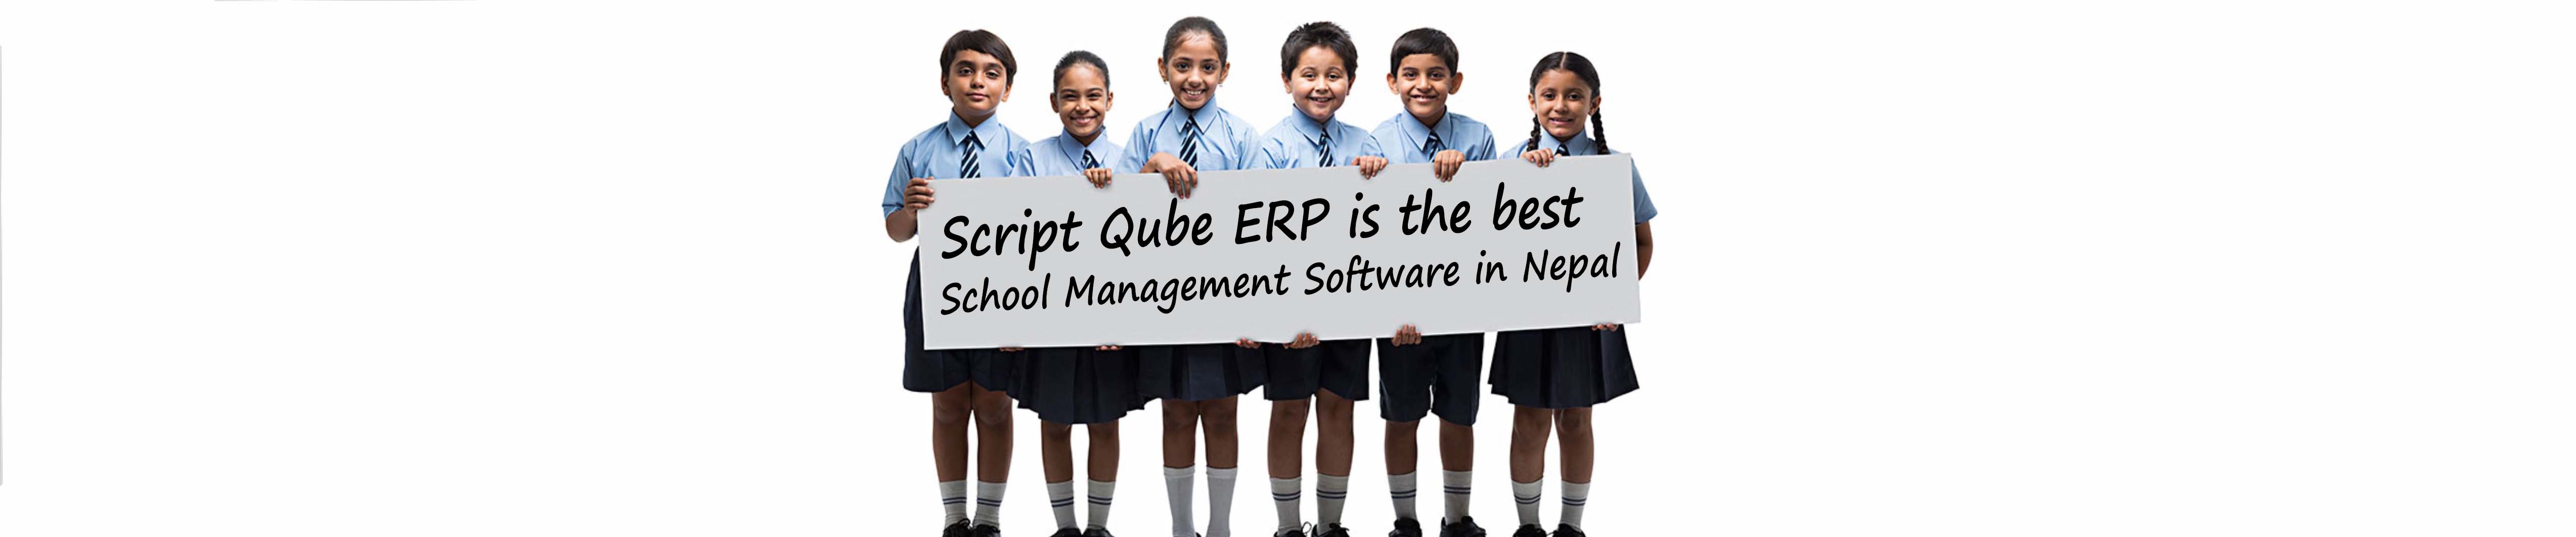 Script Qube ERP is the best
School Management Software in Nepal